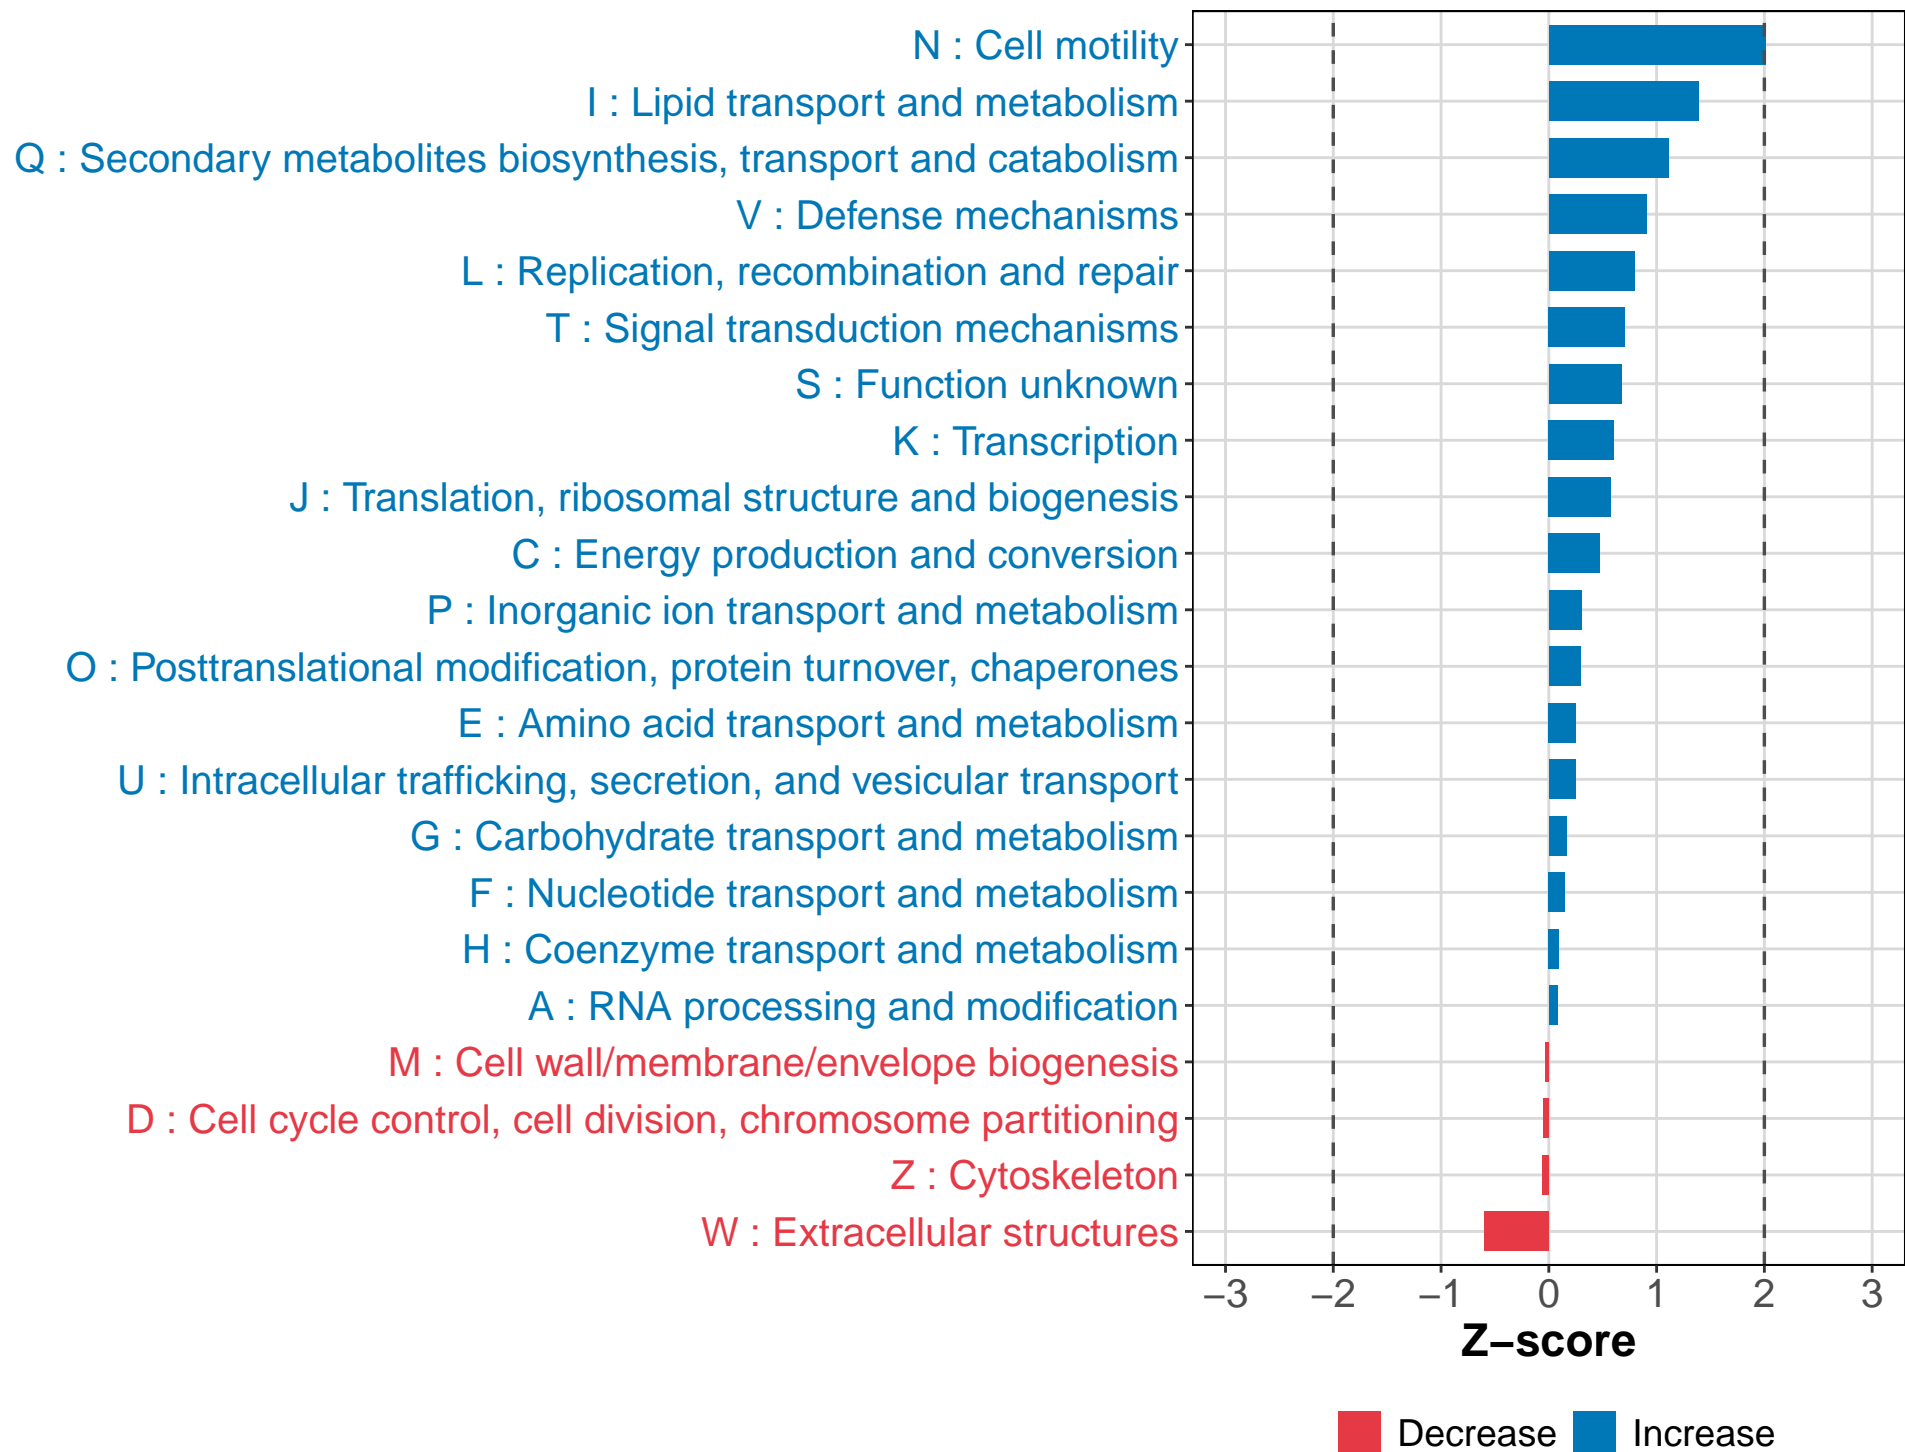 N : Cell motility
I : Lipid transport and metabolism
Q : Secondary metabolites biosynthesis, transport and catabolism
V : Defense mechanisms
L : Replication, recombination and repair
T : Signal transduction mechanisms
S : Function unknown
K : Transcription
J : Translation, ribosomal structure and biogenesis
C : Energy production and conversion
P : Inorganic ion transport and metabolism
O : Posttranslational modification, protein turnover, chaperones
E : Amino acid transport and metabolism
U : Intracellular trafficking, secretion, and vesicular transport
G : Carbohydrate transport and metabolism
F : Nucleotide transport and metabolism
H : Coenzyme transport and metabolism
A : RNA processing and modification
M : Cell wall/membrane/envelope biogenesis
D : Cell cycle control, cell division, chromosome partitioning
Z : Cytoskeleton
W : Extracellular structures
−3 −2 −1 0 1 2 3
Z−score
Decrease Increase